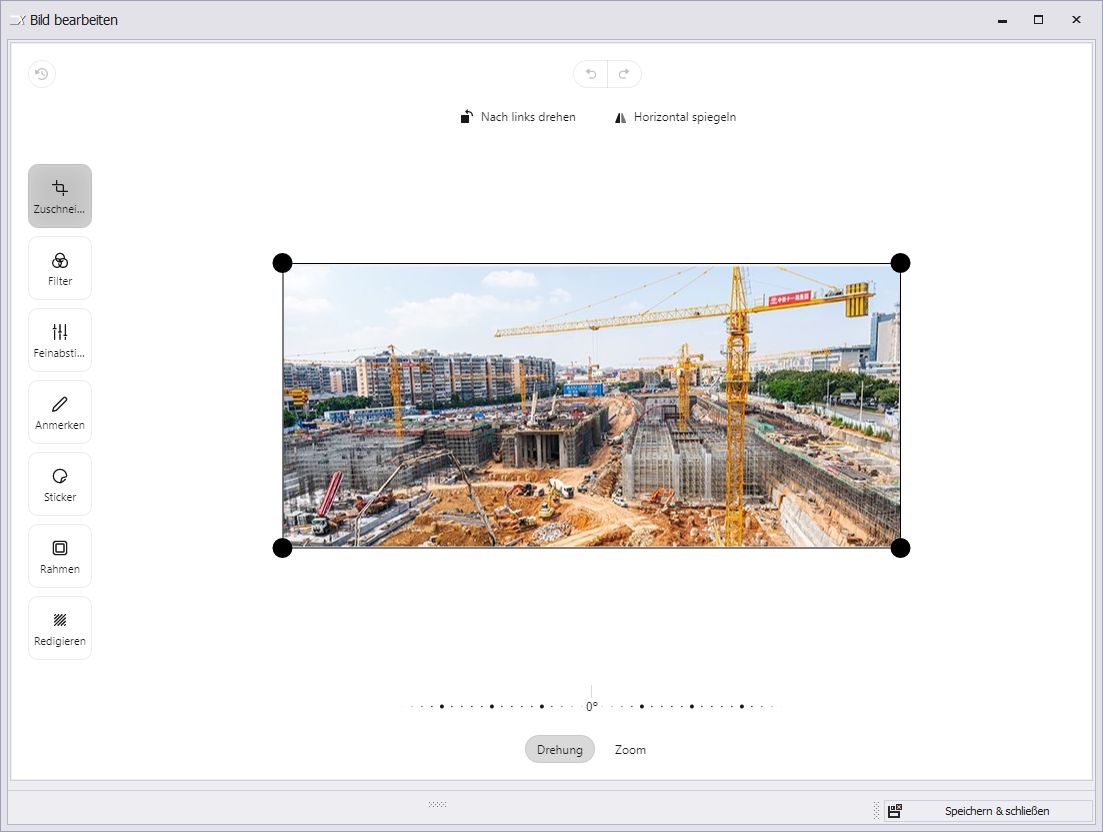 Bild bearbeiten
Nach links drehen
Horizontal spiegeln
Zuschnei...
Filter
Feinabsti...
Anmerken
Sticker
Rahmen
Redigieren
0°
Drehung
Zoom
Speichern & schließen